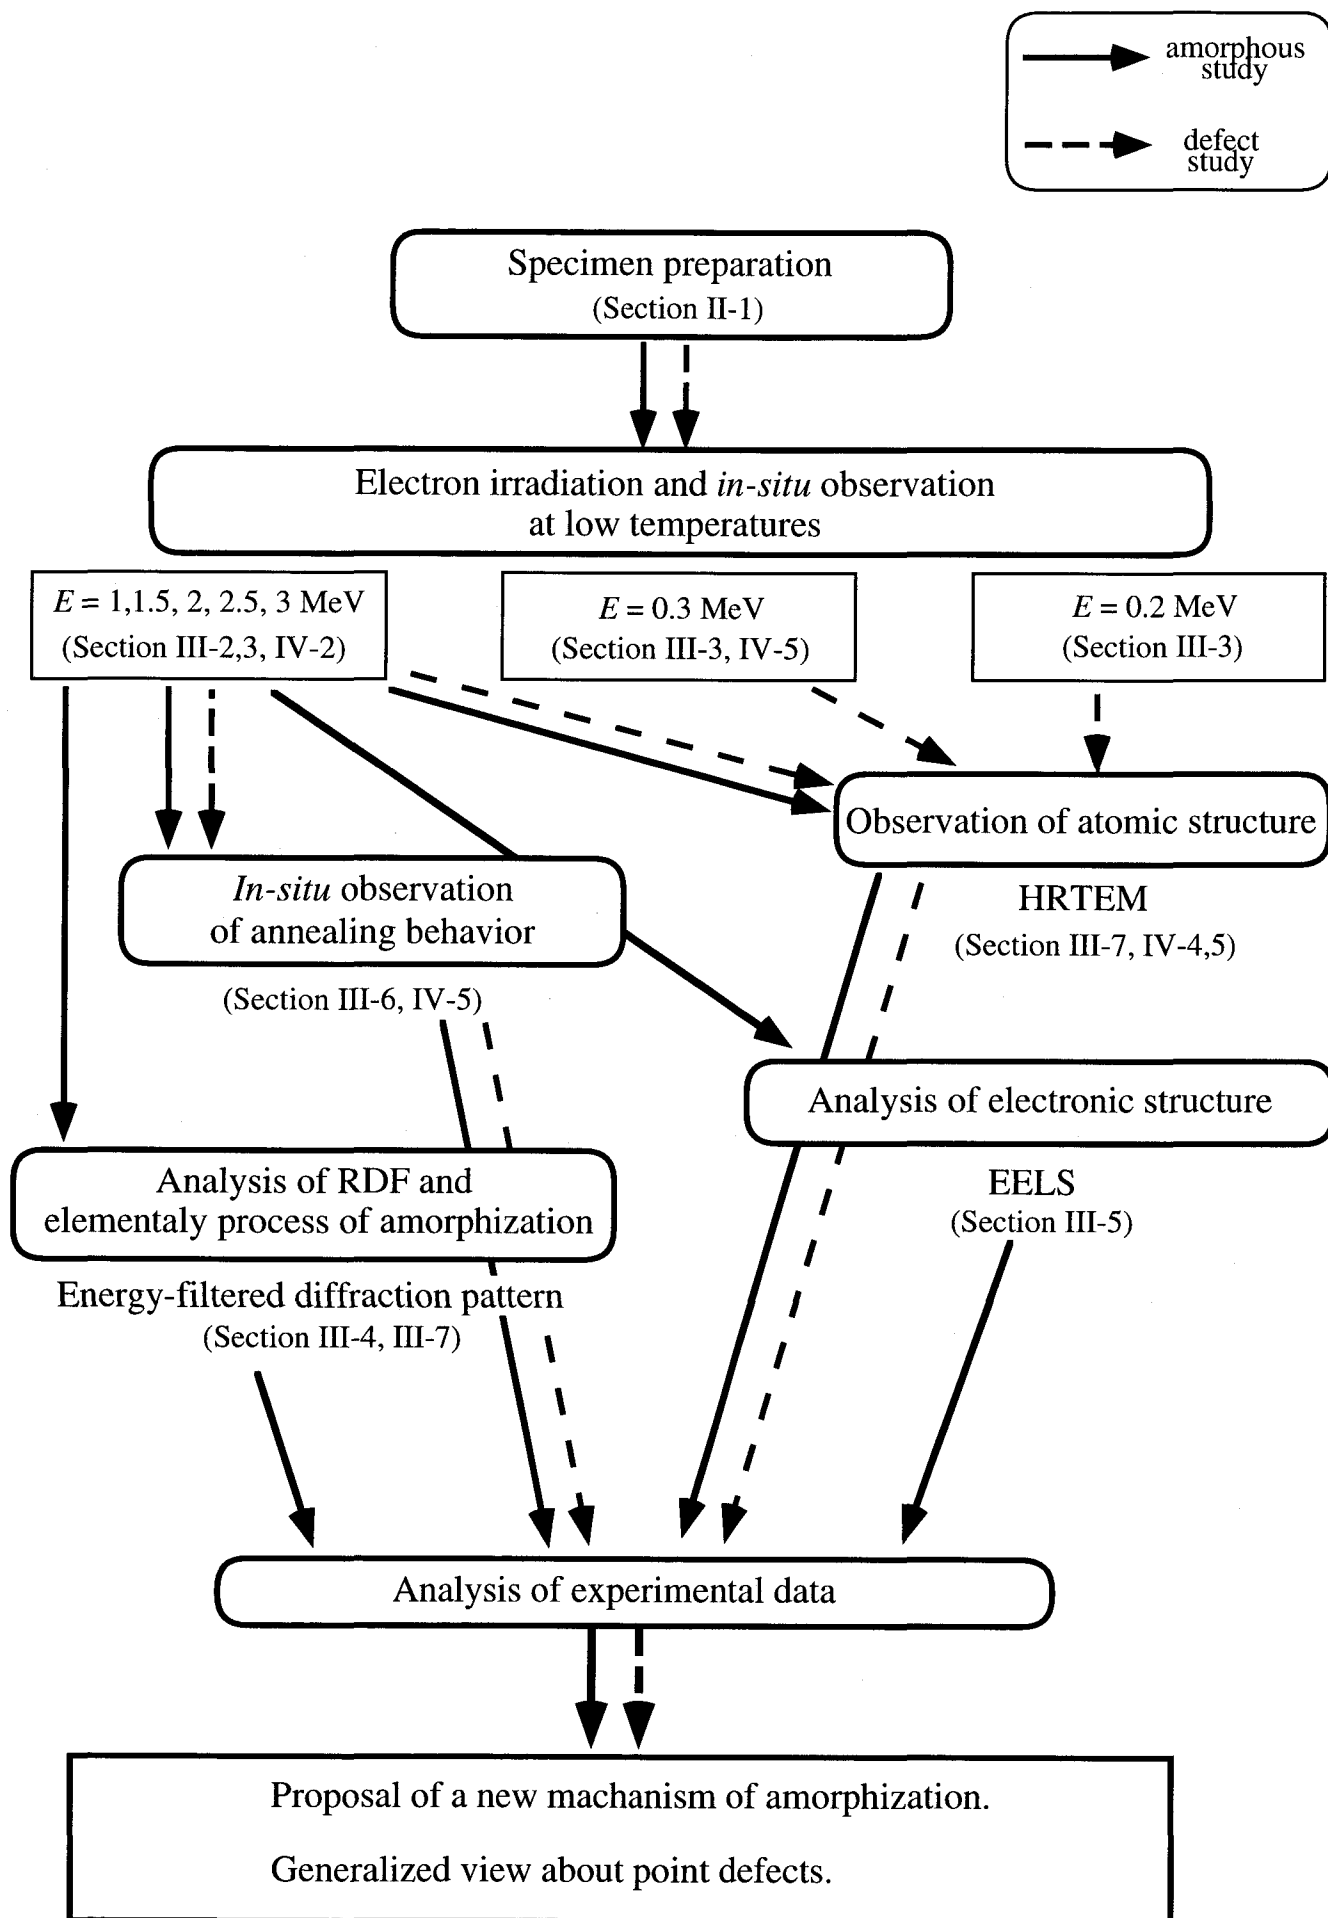 amorphous
study
defect
study
Specimen preparation
(Section II-1)
Electron irradiation and in-situ observation
at low temperatures
E = 1,1.5, 2, 2.5, 3 MeV
(Section III-2,3, IV-2)
E = 0.3 MeV
(Section III-3, IV-5)
E = 0.2 MeV
(Section III-3)
Observation of atomic structure
HRTEM
(Section III-7, IV-4,5)
In-situ observation
of annealing behavior
(Section III-6, IV-5)
Analysis of electronic structure
EELS
(Section III-5)
Analysis of RDF and
elementaly process of amorphization
Energy-filtered diffraction pattern
(Section III-4, III-7)
Analysis of experimental data
Proposal of a new machanism of amorphization.
Generalized view about point defects.